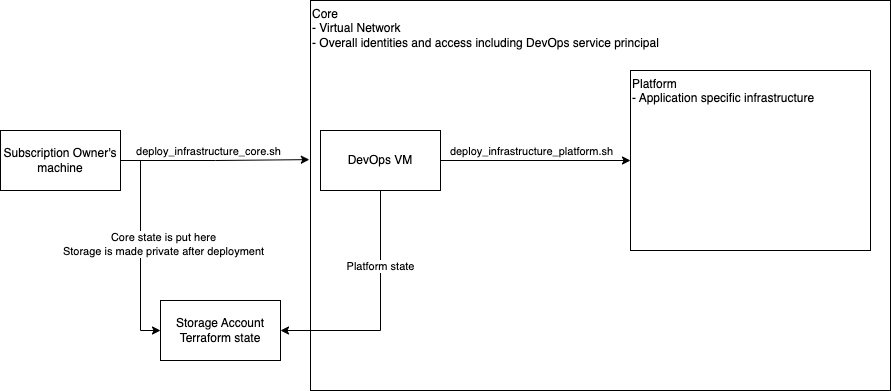 Core
- Virtual Network
- Overall identities and access including DevOps service principal
Platform
- Application specific infrastructure
Subscription Owner's
machine
deploy_infrastructure_core.sh
DevOps VM
deploy_infrastructure_platform.sh
Core state is put here
Storage is made private after deployment
Platform state
Storage Account
Terraform state